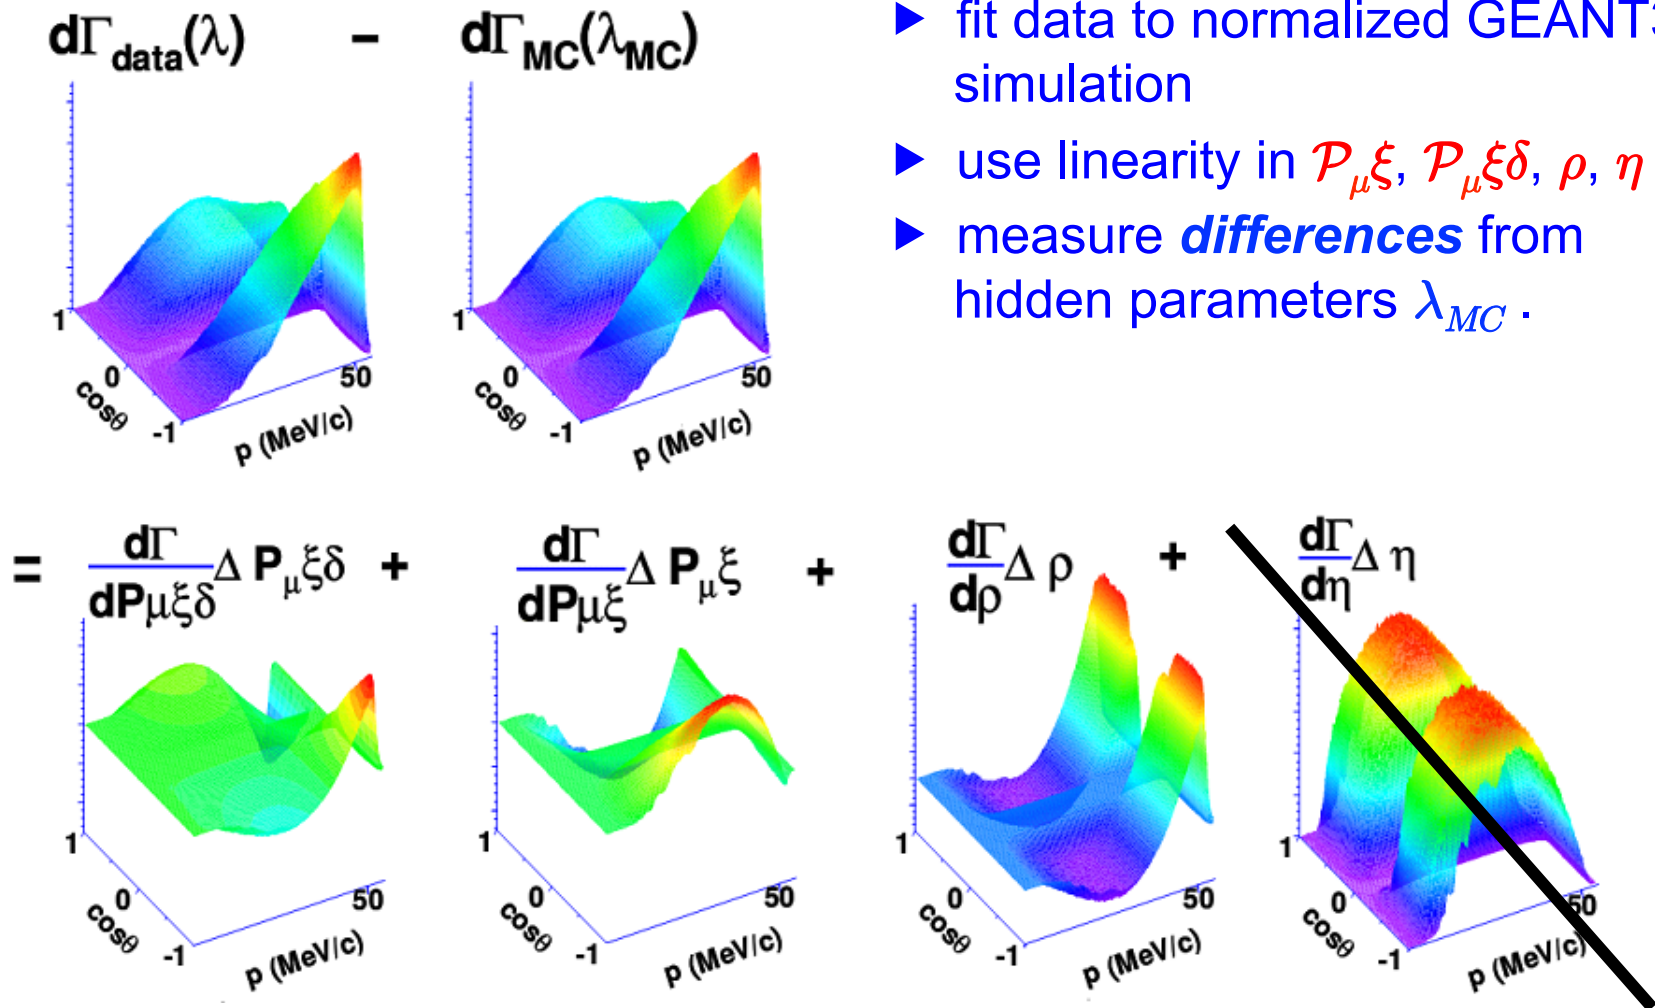 dΓdata(λ) - dΓMC(λMC)
▶ fit data to normalized GEANT3
simulation
▶ use linearity in 𝒫μξ, 𝒫μξδ, ρ, η
▶ measure differences from
hidden parameters λMC .
1
0
-1
cosθ
p (MeV/c)
50
1
0
-1
cosθ
p (MeV/c)
50
= dΓ/dPμξδ Δ Pμξδ + dΓ/dPμξ Δ Pμξ + dΓ/dρ Δ ρ + dΓ/dη Δ η
1
0
-1
cosθ
p (MeV/c)
50
1
0
-1
cosθ
p (MeV/c)
50
1
0
-1
cosθ
p (MeV/c)
50
1
0
-1
cosθ
p (MeV/c)
50